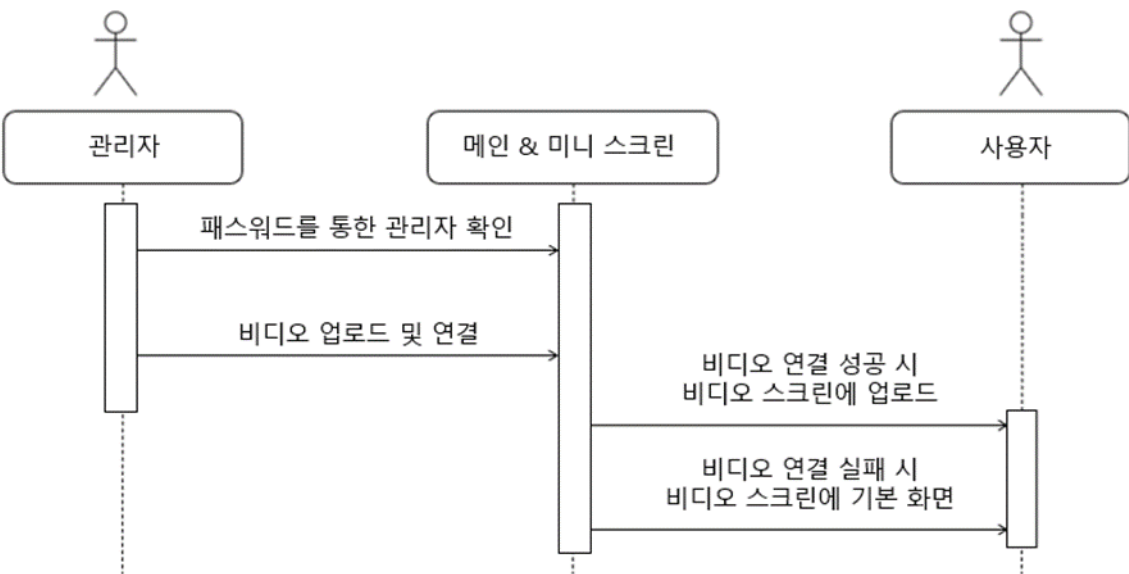 관리자
메인 & 미니 스크린
사용자
패스워드를 통한 관리자 확인
비디오 업로드 및 연결
비디오 연결 성공 시
비디오 스크린에 업로드
비디오 연결 실패 시
비디오 스크린에 기본 화면